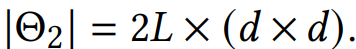 |Θ₂| = 2L × (d × d).